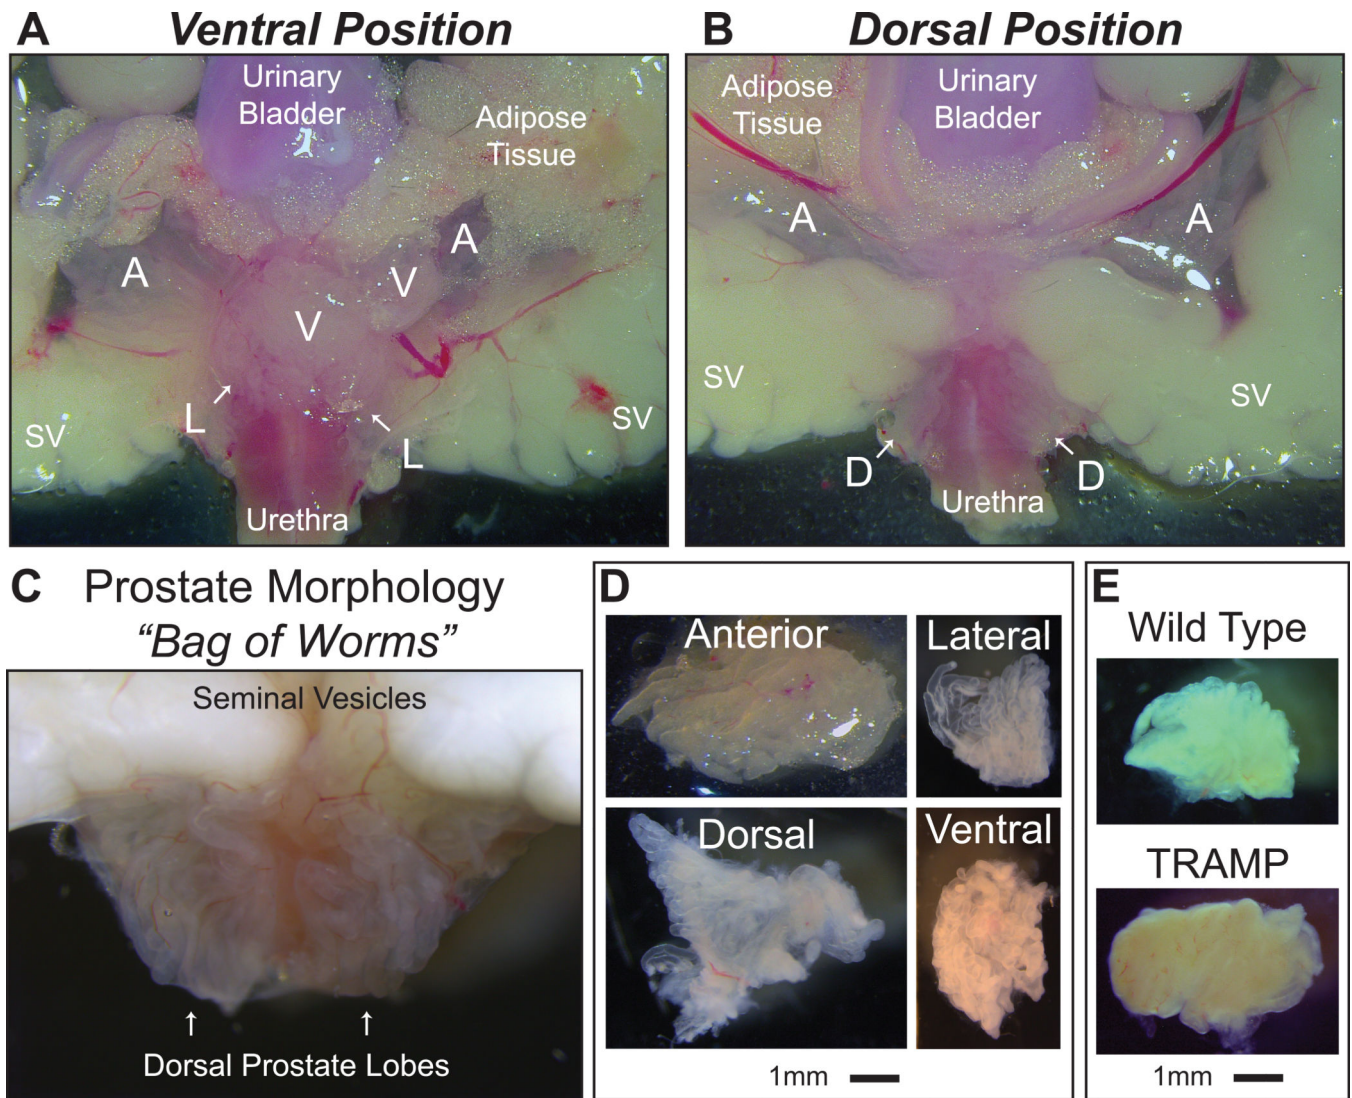 A Ventral Position
Urinary
Bladder
Adipose
Tissue
A
A
V
V
L
L
SV
SV
Urethra
B Dorsal Position
Adipose
Tissue
Urinary
Bladder
A
A
SV
SV
D
D
Urethra
C Prostate Morphology
“Bag of Worms”
Seminal Vesicles
Dorsal Prostate Lobes
D
Anterior
Lateral
Dorsal
Ventral
1mm
E
Wild Type
TRAMP
1mm